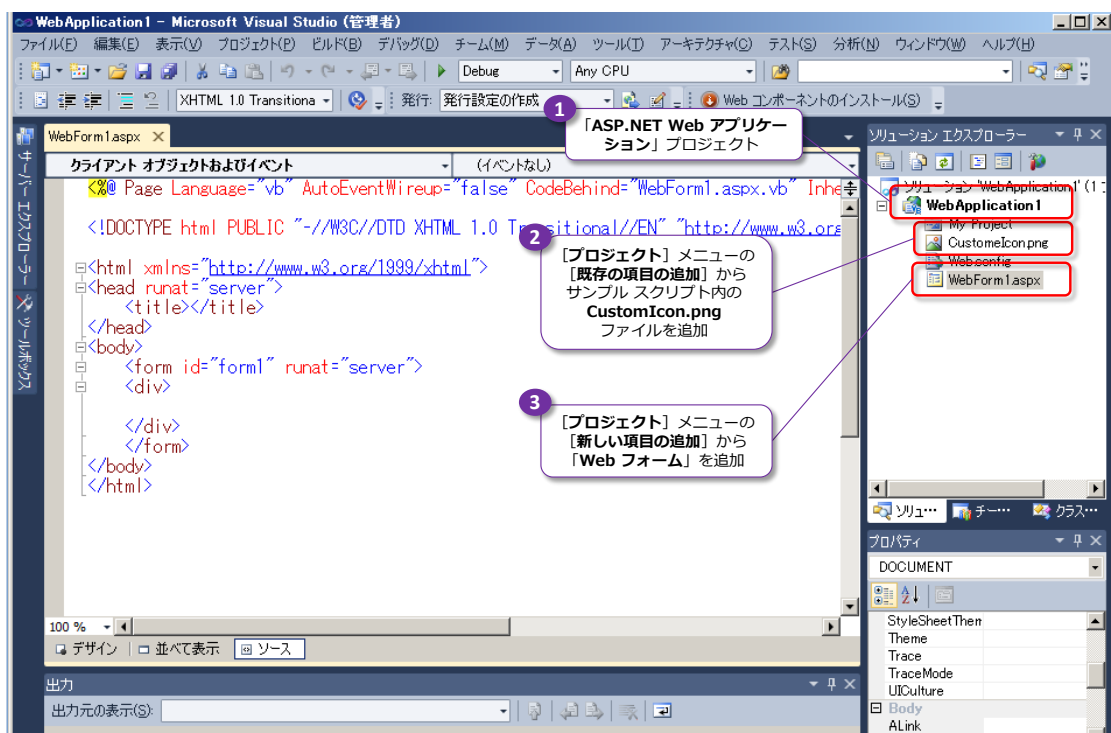 WebApplication1 - Microsoft Visual Studio (管理者)
ファイル(F) 編集(E) 表示(V) プロジェクト(P) ビルド(B) デバッグ(D) チーム(M) データ(A) ツール(T) アーキテクチャ(C) テスト(S) 分析(N) ウィンドウ(W) ヘルプ(H)
Debug Any CPU
XHTML 1.0 Transitiona 発行: 発行設定の作成 Web コンポーネントのインストール(S)
サーバー エクスプローラー
ツールボックス
WebForm1.aspx
クライアント オブジェクトおよびイベント (イベントなし)
<%@ Page Language="vb" AutoEventWireup="false" CodeBehind="WebForm1.aspx.vb" Inhe
<!DOCTYPE html PUBLIC "-//W3C//DTD XHTML 1.0 Transitional//EN" "http://www.w3.org
<html xmlns="http://www.w3.org/1999/xhtml">
<head runat="server">
<title></title>
</head>
<body>
<form id="form1" runat="server">
<div>
</div>
</form>
</body>
</html>
1
「ASP.NET Web アプリケー
ション」プロジェクト
2
[プロジェクト] メニューの
[既存の項目の追加] から
サンプル スクリプト内の
CustomIcon.png
ファイルを追加
3
[プロジェクト] メニューの
[新しい項目の追加] から
「Web フォーム」を追加
100 %
デザイン 並べて表示 ソース
出力
出力元の表示(S):
ソリューション エクスプローラー
ソリューション 'WebApplication1' (1
WebApplication1
My Project
CustomeIcon.png
Web.config
WebForm1.aspx
ソリュ… チー… クラス…
プロパティ
DOCUMENT
StyleSheetThem
Theme
Trace
TraceMode
UICulture
Body
ALink